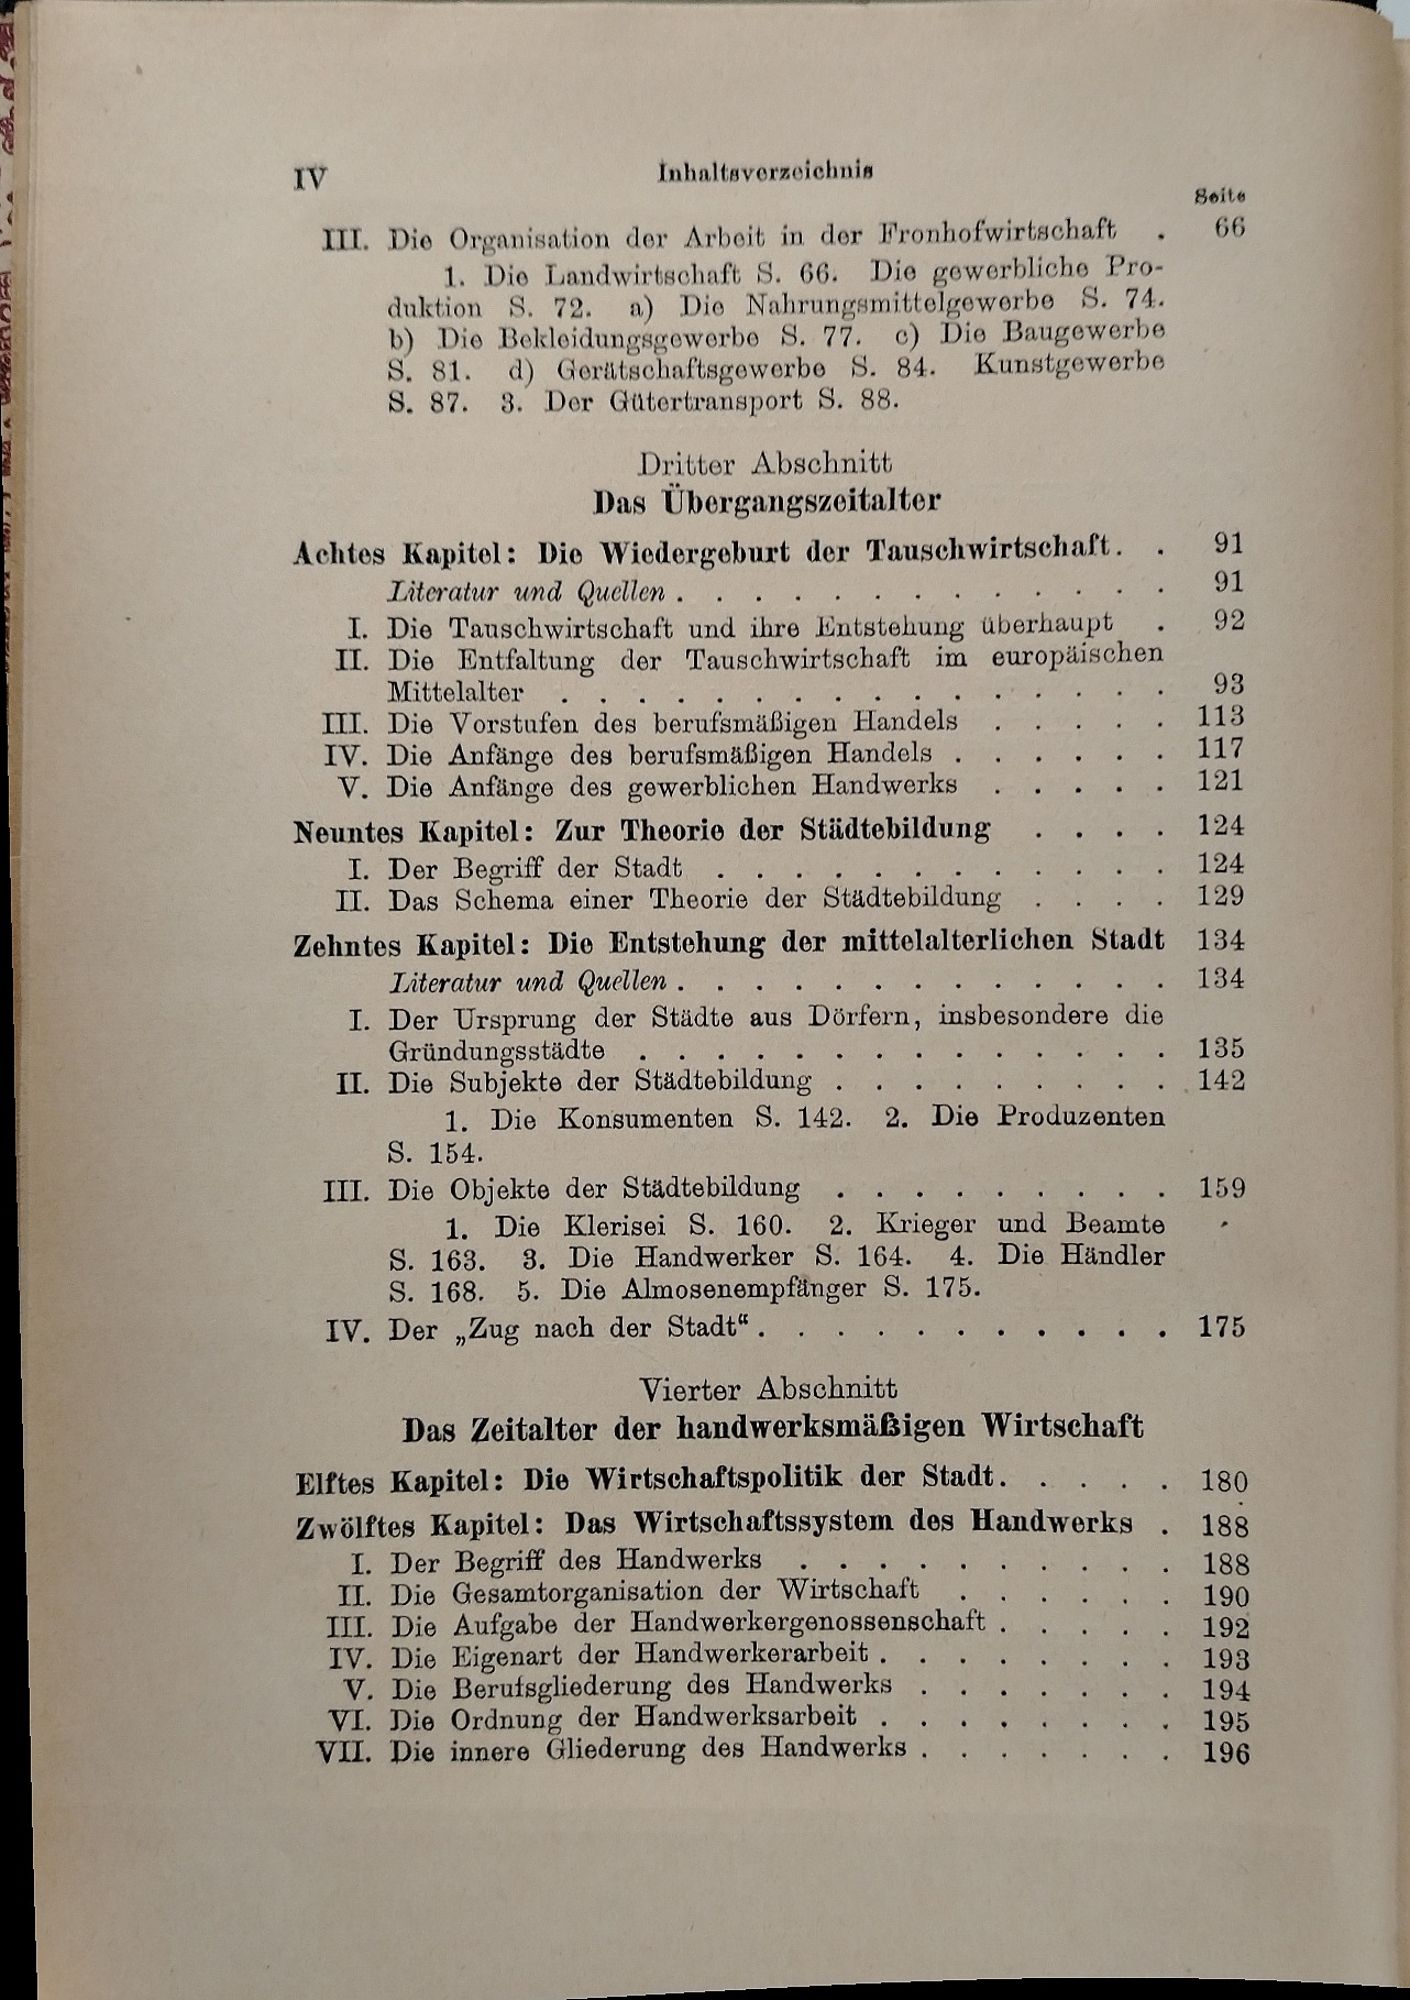 IV Inhaltsverzeichnis
Seite
III. Die Organisation der Arbeit in der Fronhofwirtschaft . 66
1. Die Landwirtschaft S. 66. Die gewerbliche Pro-
duktion S. 72. a) Die Nahrungsmittelgewerbe S. 74.
b) Die Bekleidungsgewerbe S. 77. c) Die Baugewerbe
S. 81. d) Gerätschaftsgewerbe S. 84. Kunstgewerbe
S. 87. 3. Der Gütertransport S. 88.
Dritter Abschnitt
Das Übergangszeitalter
Achtes Kapitel: Die Wiedergeburt der Tauschwirtschaft. . 91
Literatur und Quellen . . . . . . . . . . . . . 91
I. Die Tauschwirtschaft und ihre Entstehung überhaupt . 92
II. Die Entfaltung der Tauschwirtschaft im europäischen
Mittelalter . . . . . . . . . . . . . . . . 93
III. Die Vorstufen des berufsmäßigen Handels . . . . . 113
IV. Die Anfänge des berufsmäßigen Handels . . . . . . 117
V. Die Anfänge des gewerblichen Handwerks . . . . . 121
Neuntes Kapitel: Zur Theorie der Städtebildung . . . . 124
I. Der Begriff der Stadt . . . . . . . . . . . . 124
II. Das Schema einer Theorie der Städtebildung . . . . 129
Zehntes Kapitel: Die Entstehung der mittelalterlichen Stadt 134
Literatur und Quellen . . . . . . . . . . . . . 134
I. Der Ursprung der Städte aus Dörfern, insbesondere die
Gründungsstädte . . . . . . . . . . . . . . 135
II. Die Subjekte der Städtebildung . . . . . . . . . 142
1. Die Konsumenten S. 142. 2. Die Produzenten
S. 154.
III. Die Objekte der Städtebildung . . . . . . . . . 159
1. Die Klerisei S. 160. 2. Krieger und Beamte
S. 163. 3. Die Handwerker S. 164. 4. Die Händler
S. 168. 5. Die Almosenempfänger S. 175.
IV. Der „Zug nach der Stadt“ . . . . . . . . . . . 175
Vierter Abschnitt
Das Zeitalter der handwerksmäßigen Wirtschaft
Elftes Kapitel: Die Wirtschaftspolitik der Stadt. . . . . 180
Zwölftes Kapitel: Das Wirtschaftssystem des Handwerks . 188
I. Der Begriff des Handwerks . . . . . . . . . . 188
II. Die Gesamtorganisation der Wirtschaft . . . . . . 190
III. Die Aufgabe der Handwerkergenossenschaft . . . . . 192
IV. Die Eigenart der Handwerkerarbeit . . . . . . . . 193
V. Die Berufsgliederung des Handwerks . . . . . . . 194
VI. Die Ordnung der Handwerksarbeit . . . . . . . . 195
VII. Die innere Gliederung des Handwerks . . . . . . . 196